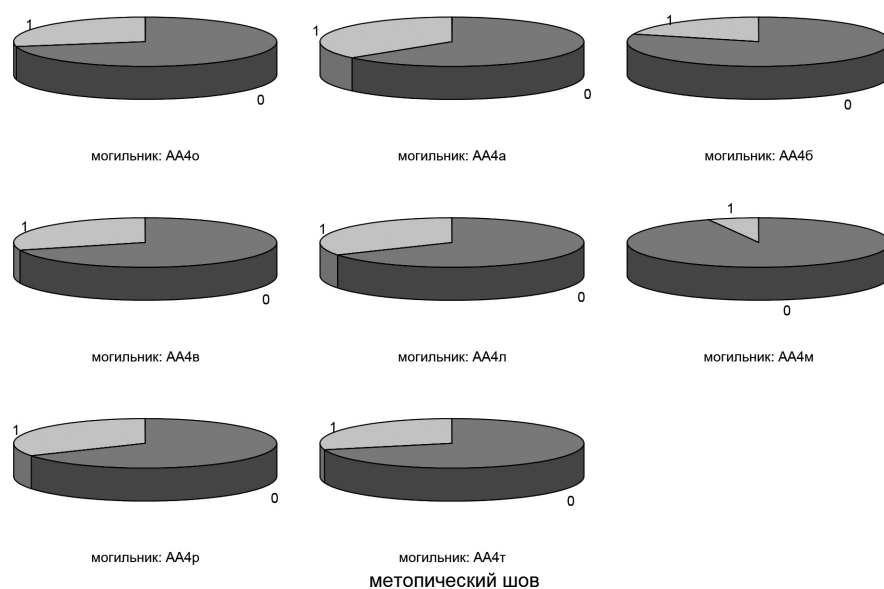 1
0
могильник: АА4о
1
0
могильник: АА4а
1
0
могильник: АА4б
1
0
могильник: АА4в
1
0
могильник: АА4л
1
0
могильник: АА4м
1
0
могильник: АА4р
1
0
могильник: АА4т
метопический шов